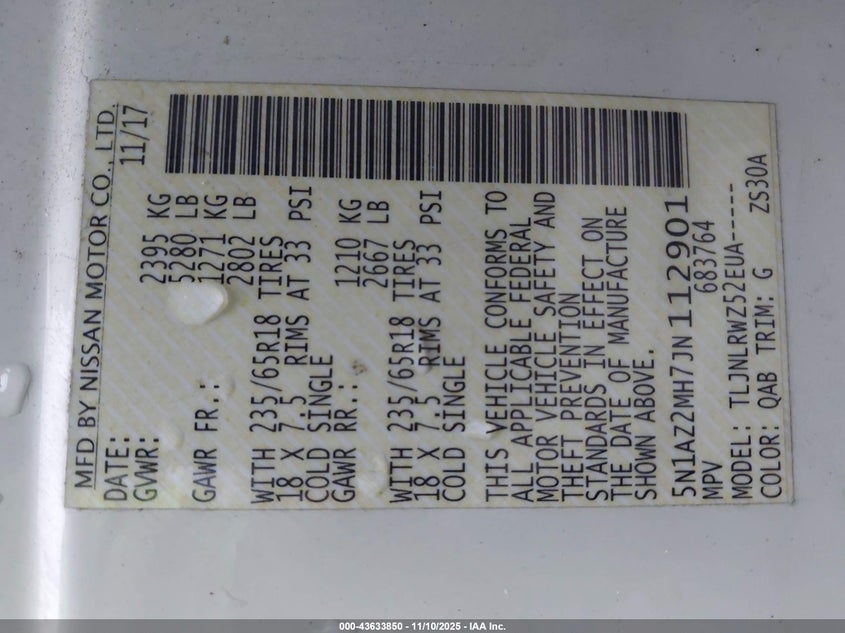 MFD BY NISSAN MOTOR CO., LTD.
DATE: 11/17
GVWR: 2395 KG
5280 LB
GAWR FR.: 1271 KG
2802 LB
WITH 235/65R18 TIRES
18 X 7.5 RIMS AT 33 PSI
COLD SINGLE
GAWR RR.: 1210 KG
2667 LB
WITH 235/65R18 TIRES
18 X 7.5 RIMS AT 33 PSI
COLD SINGLE
THIS VEHICLE CONFORMS TO
ALL APPLICABLE FEDERAL
MOTOR VEHICLE SAFETY AND
THEFT PREVENTION
STANDARDS IN EFFECT ON
THE DATE OF MANUFACTURE
SHOWN ABOVE.
5N1AZ2MH7JN112901
MPV 683764
MODEL: TLJNLRWZ52EUA-----
COLOR: QAB TRIM: G ZS30A
000-43633850 - 11/10/2025 - IAA Inc.